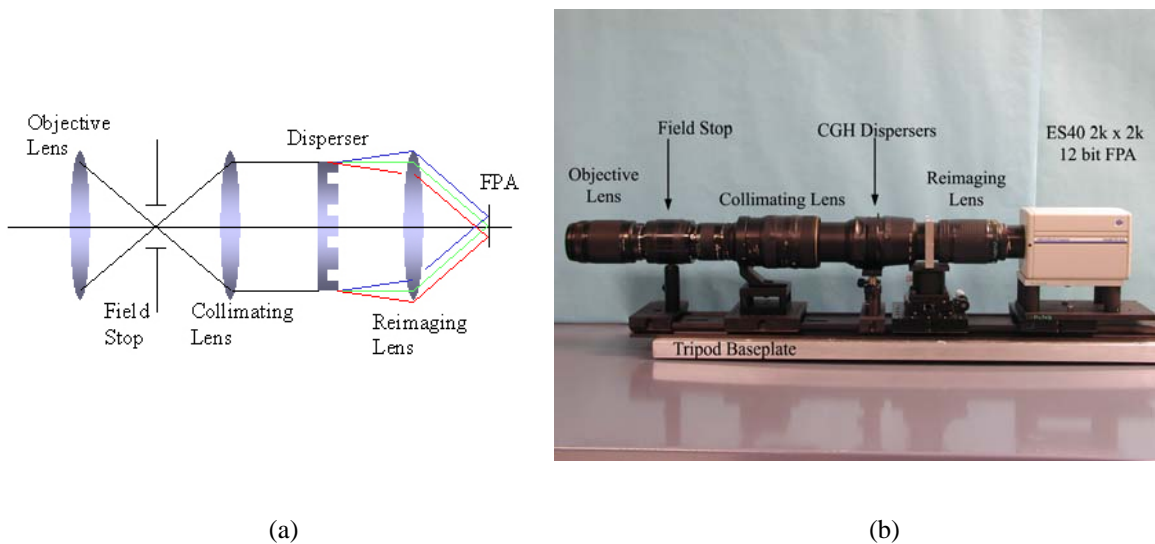 Objective
Lens
Disperser
FPA
Field
Stop
Collimating
Lens
Reimaging
Lens
(a)
Field Stop
CGH Dispersers
ES40 2k x 2k
12 bit FPA
Objective
Lens
Collimating Lens
Reimaging
Lens
Tripod Baseplate
(b)